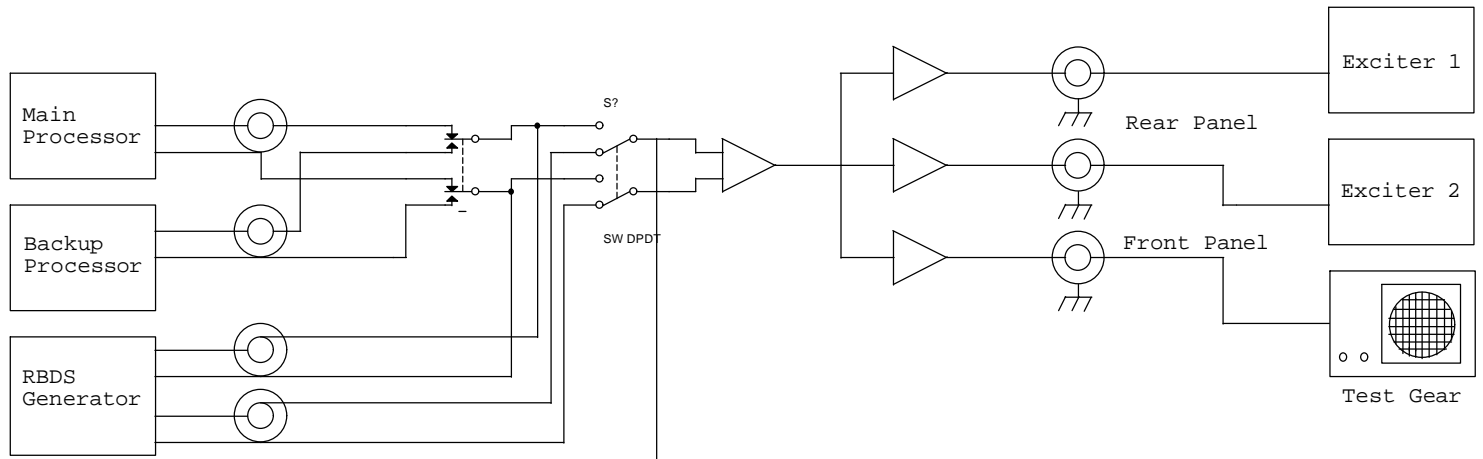 Main
Processor
Backup
Processor
RBDS
Generator
S?
SW DPDT
Rear Panel
Front Panel
Exciter 1
Exciter 2
Test Gear